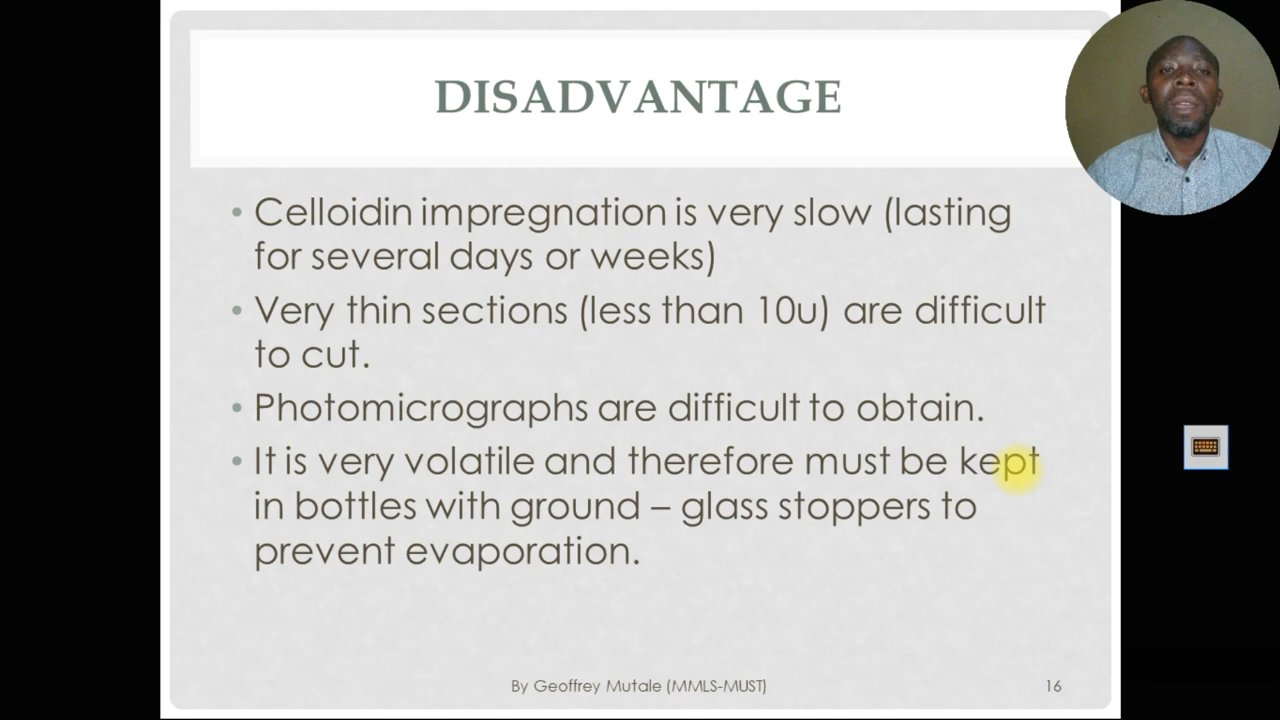 DISADVANTAGE
• Celloidin impregnation is very slow (lasting
for several days or weeks)
• Very thin sections (less than 10u) are difficult
to cut.
• Photomicrographs are difficult to obtain.
• It is very volatile and therefore must be kept
in bottles with ground – glass stoppers to
prevent evaporation.
By Geoffrey Mutale (MMLS-MUST)
16